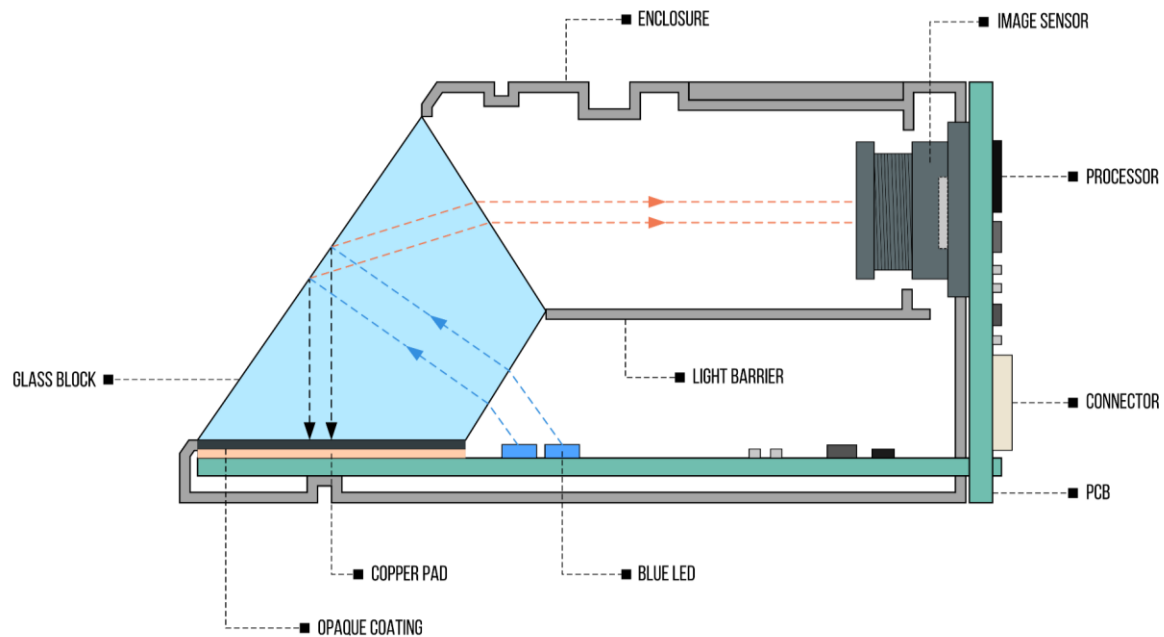 ENCLOSURE
IMAGE SENSOR
PROCESSOR
GLASS BLOCK
LIGHT BARRIER
CONNECTOR
PCB
COPPER PAD
BLUE LED
OPAQUE COATING